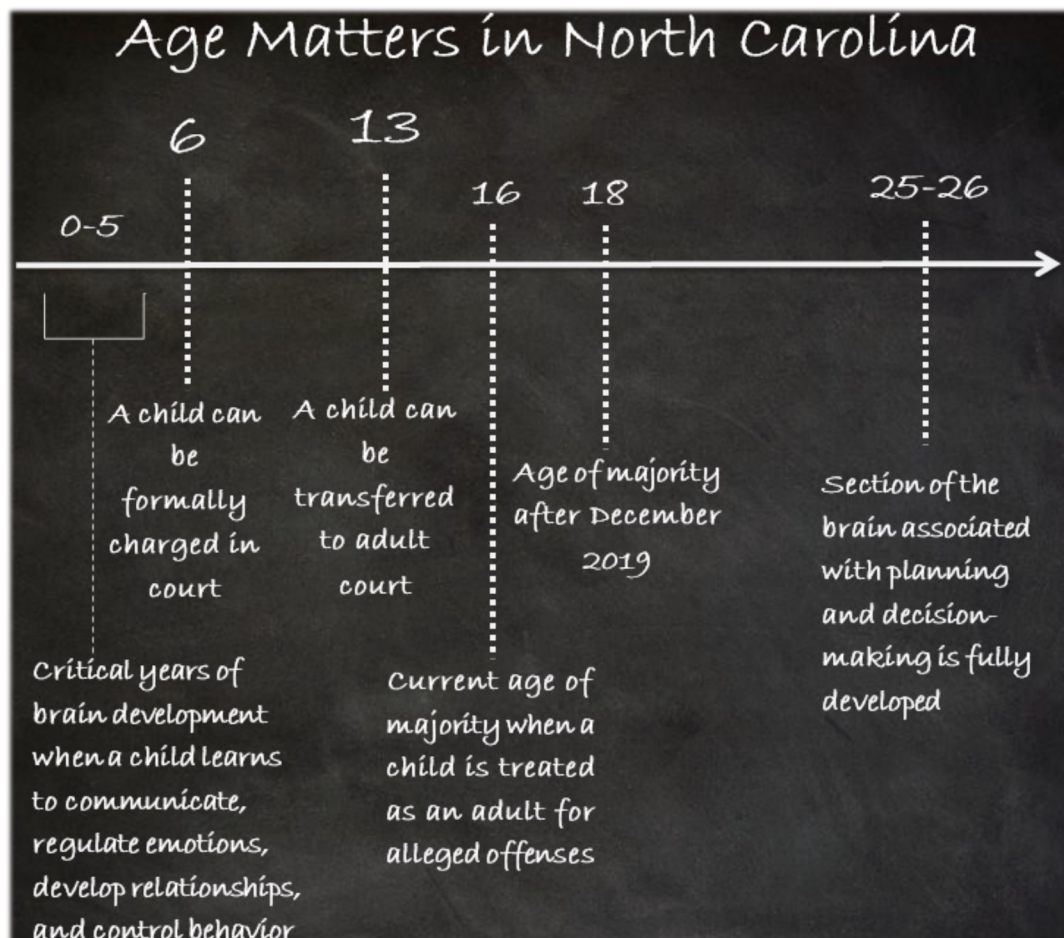 Age Matters in North Carolina
0-5
6
13
16
18
25-26
A child can
be
formally
charged in
court
A child can
be
transferred
to adult
court
Age of majority
after December
2019
Section of the
brain associated
with planning
and decision-
making is fully
developed
Critical years of
brain development
when a child learns
to communicate,
regulate emotions,
develop relationships,
and control behavior
Current age of
majority when a
child is treated
as an adult for
alleged offenses